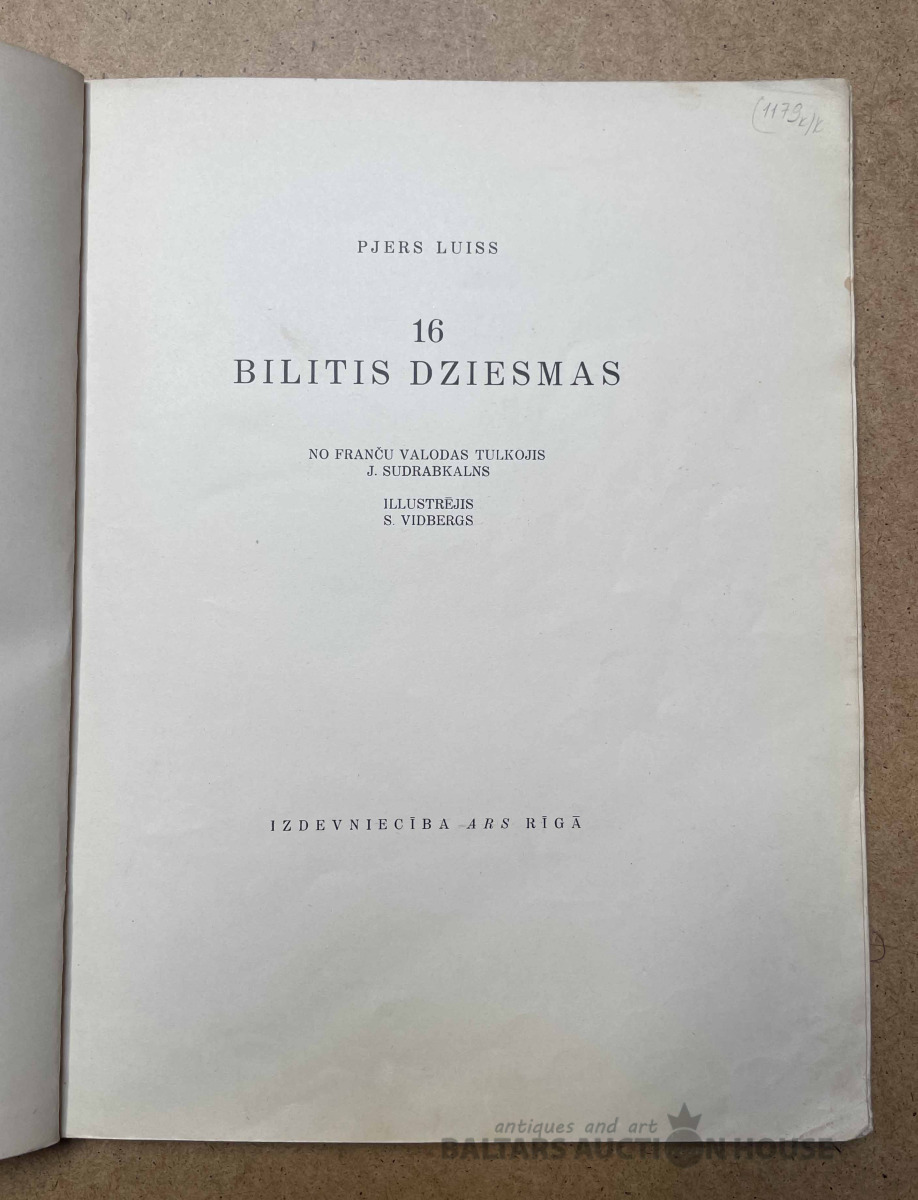 (1179 k/k
PJERS LUISS
16
BILITIS DZIESMAS
NO FRANČU VALODAS TULKOJIS
J. SUDRABKALNS
ILLUSTRĒJIS
S. VIDBERGS
IZDEVNIECĪBA ARS RĪGĀ
antiques and art
BALTARS AUCTION HOUSE